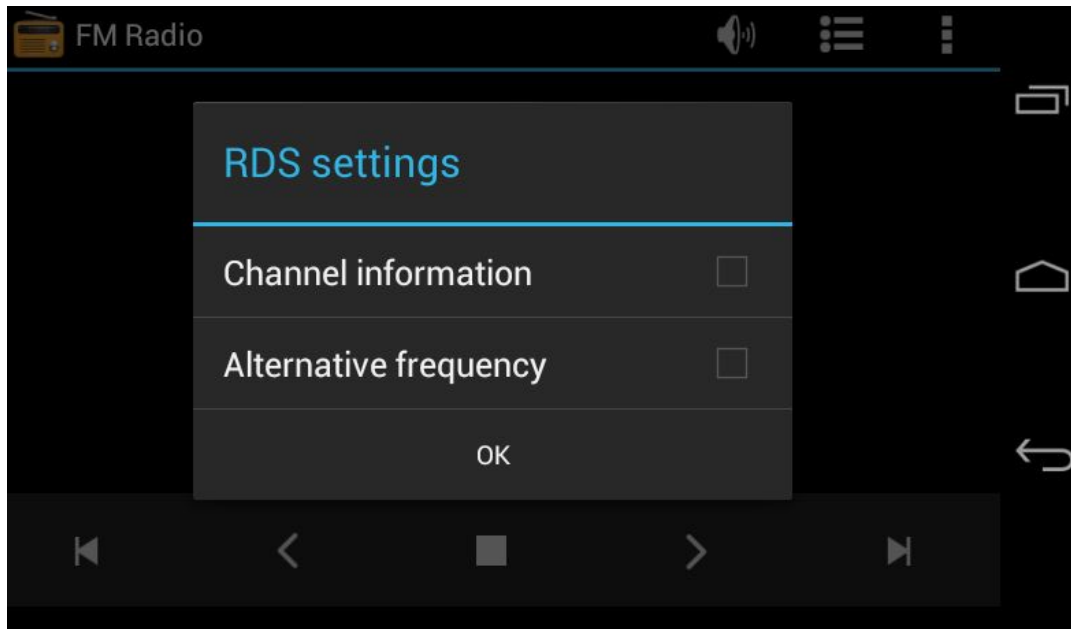 FM Radio
RDS settings
Channel information
Alternative frequency
OK